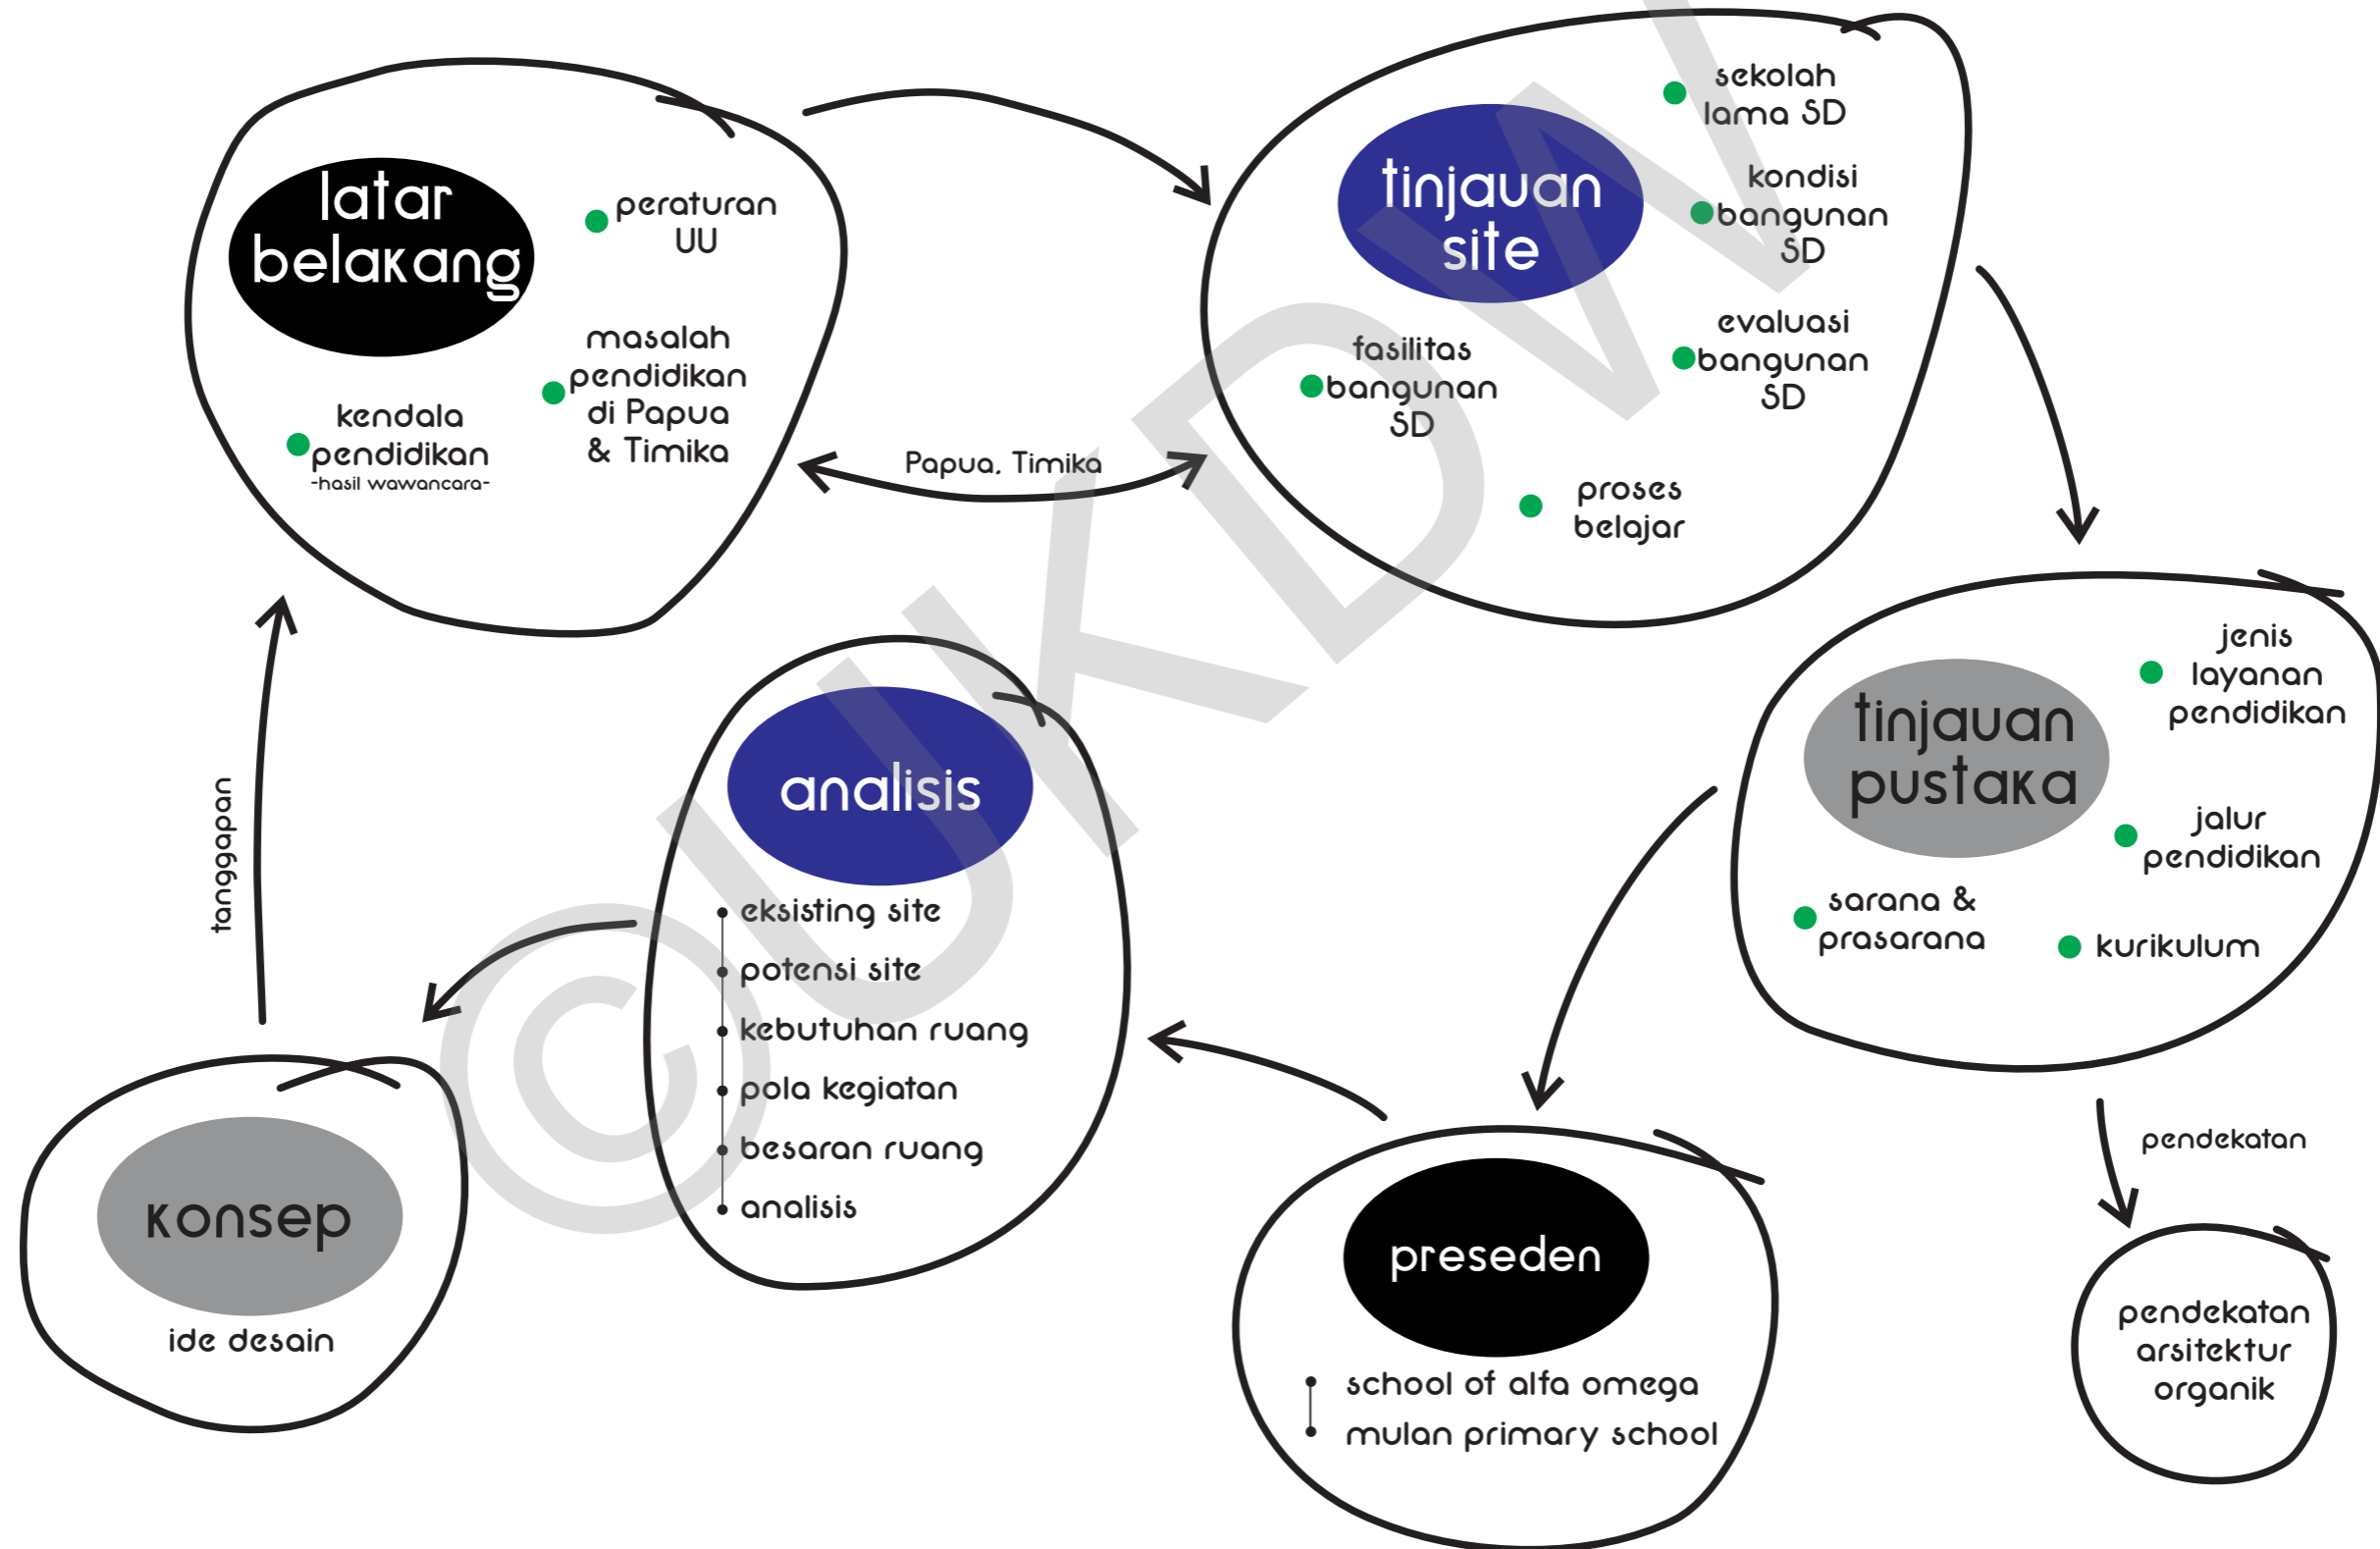 latar
belakang
peraturan
UU
masalah
pendidikan
di Papua
& Timika
kendala
pendidikan
-hasil wawancara-
Papua, Timika
tinjauan
site
sekolah
lama SD
kondisi
bangunan
SD
evaluasi
bangunan
SD
fasilitas
bangunan
SD
proses
belajar
tinjauan
pustaka
jenis
layanan
pendidikan
jalur
pendidikan
sarana &
prasarana
kurikulum
pendekatan
pendekatan
arsitektur
organik
preseden
school of alfa omega
mulan primary school
analisis
eksisting site
potensi site
kebutuhan ruang
pola kegiatan
besaran ruang
analisis
konsep
ide desain
tanggapan
©UKDW